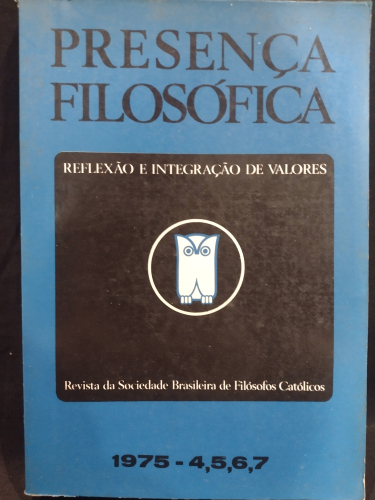 PRESENÇA
FILOSÓFICA
REFLEXÃO E INTEGRAÇÃO DE VALORES
Revista da Sociedade Brasileira de Filósofos Católicos
1975 - 4,5,6,7